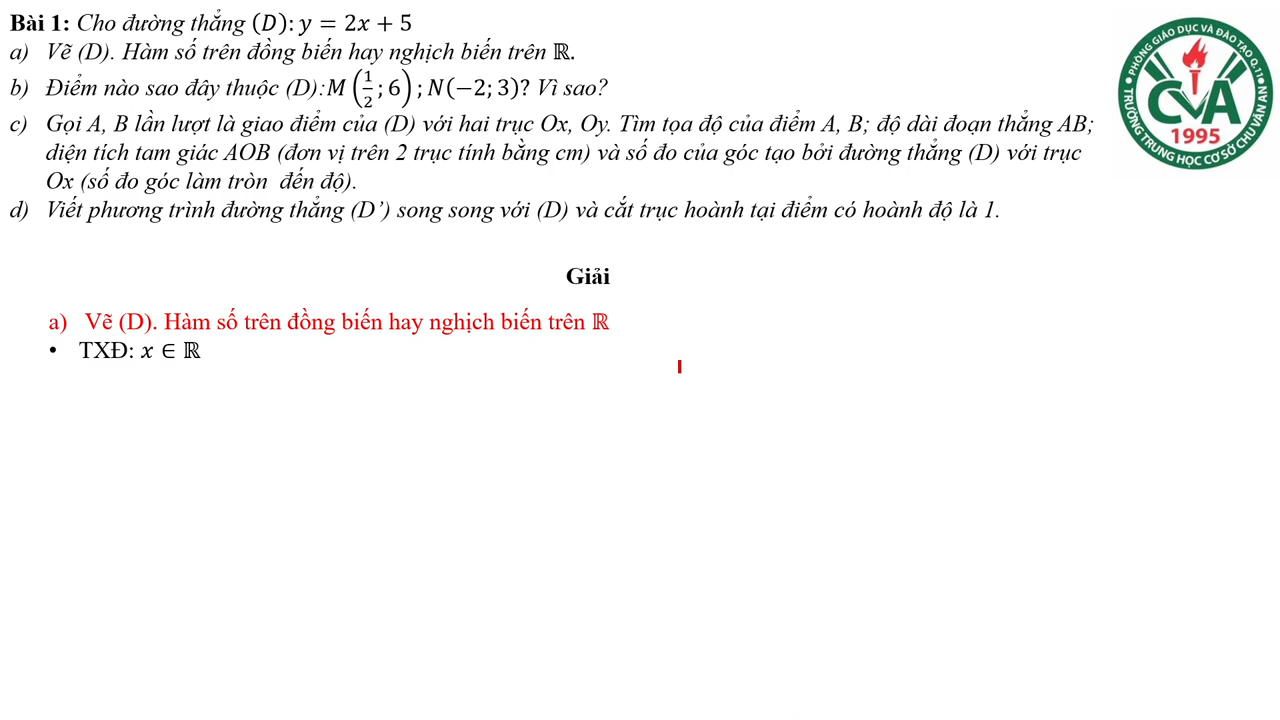 Bài 1: Cho đường thẳng (D): y = 2x + 5
a) Vẽ (D). Hàm số trên đồng biến hay nghịch biến trên ℝ.
b) Điểm nào sao đây thuộc (D): M (1/2 ; 6) ; N(−2; 3)? Vì sao?
c) Gọi A, B lần lượt là giao điểm của (D) với hai trục Ox, Oy. Tìm tọa độ của điểm A, B; độ dài đoạn thẳng AB;
diện tích tam giác AOB (đơn vị trên 2 trục tính bằng cm) và số đo của góc tạo bởi đường thẳng (D) với trục
Ox (số đo góc làm tròn đến độ).
d) Viết phương trình đường thẳng (D’) song song với (D) và cắt trục hoành tại điểm có hoành độ là 1.
PHÒNG GIÁO DỤC VÀ ĐÀO TẠO Q.11
CVA
1995
TRƯỜNG TRUNG HỌC CƠ SỞ CHU VĂN AN
Giải
a) Vẽ (D). Hàm số trên đồng biến hay nghịch biến trên ℝ
• TXĐ: x ∈ ℝ